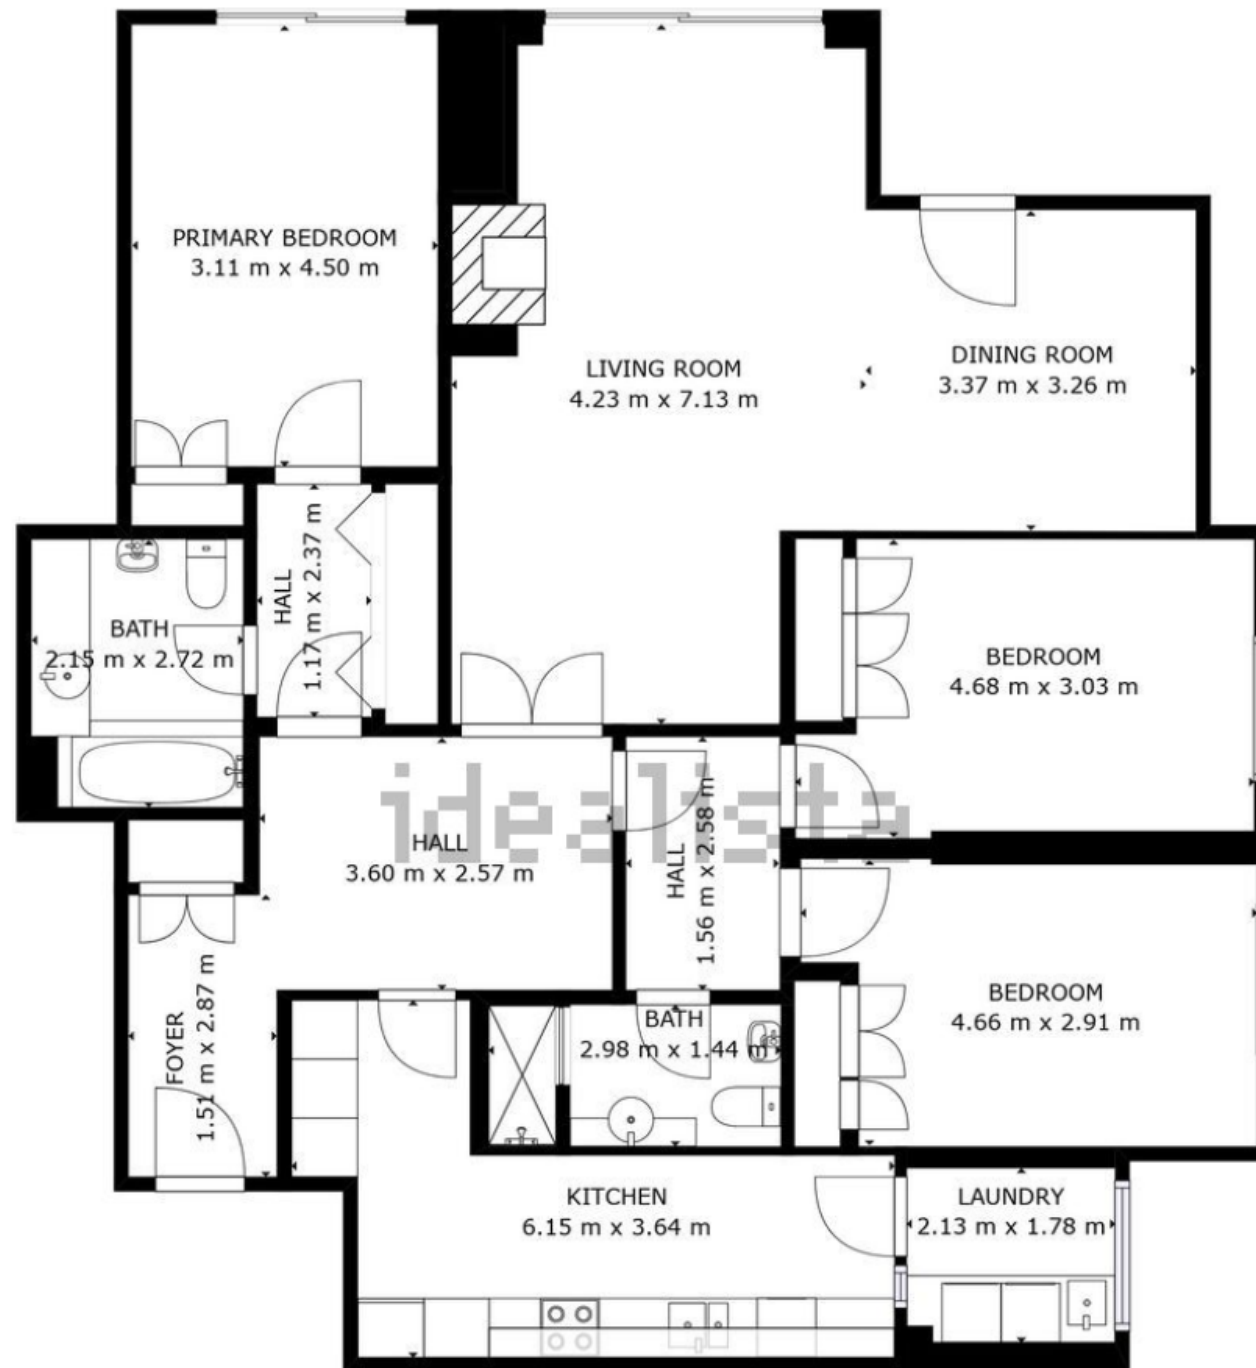 PRIMARY BEDROOM
3.11 m x 4.50 m
LIVING ROOM
4.23 m x 7.13 m
DINING ROOM
3.37 m x 3.26 m
HALL
1.17 m x 2.37 m
BATH
2.15 m x 2.72 m
BEDROOM
4.68 m x 3.03 m
idealista
HALL
3.60 m x 2.57 m
HALL
1.56 m x 2.58 m
BEDROOM
4.66 m x 2.91 m
FOYER
1.51 m x 2.87 m
BATH
2.98 m x 1.44 m
KITCHEN
6.15 m x 3.64 m
LAUNDRY
2.13 m x 1.78 m